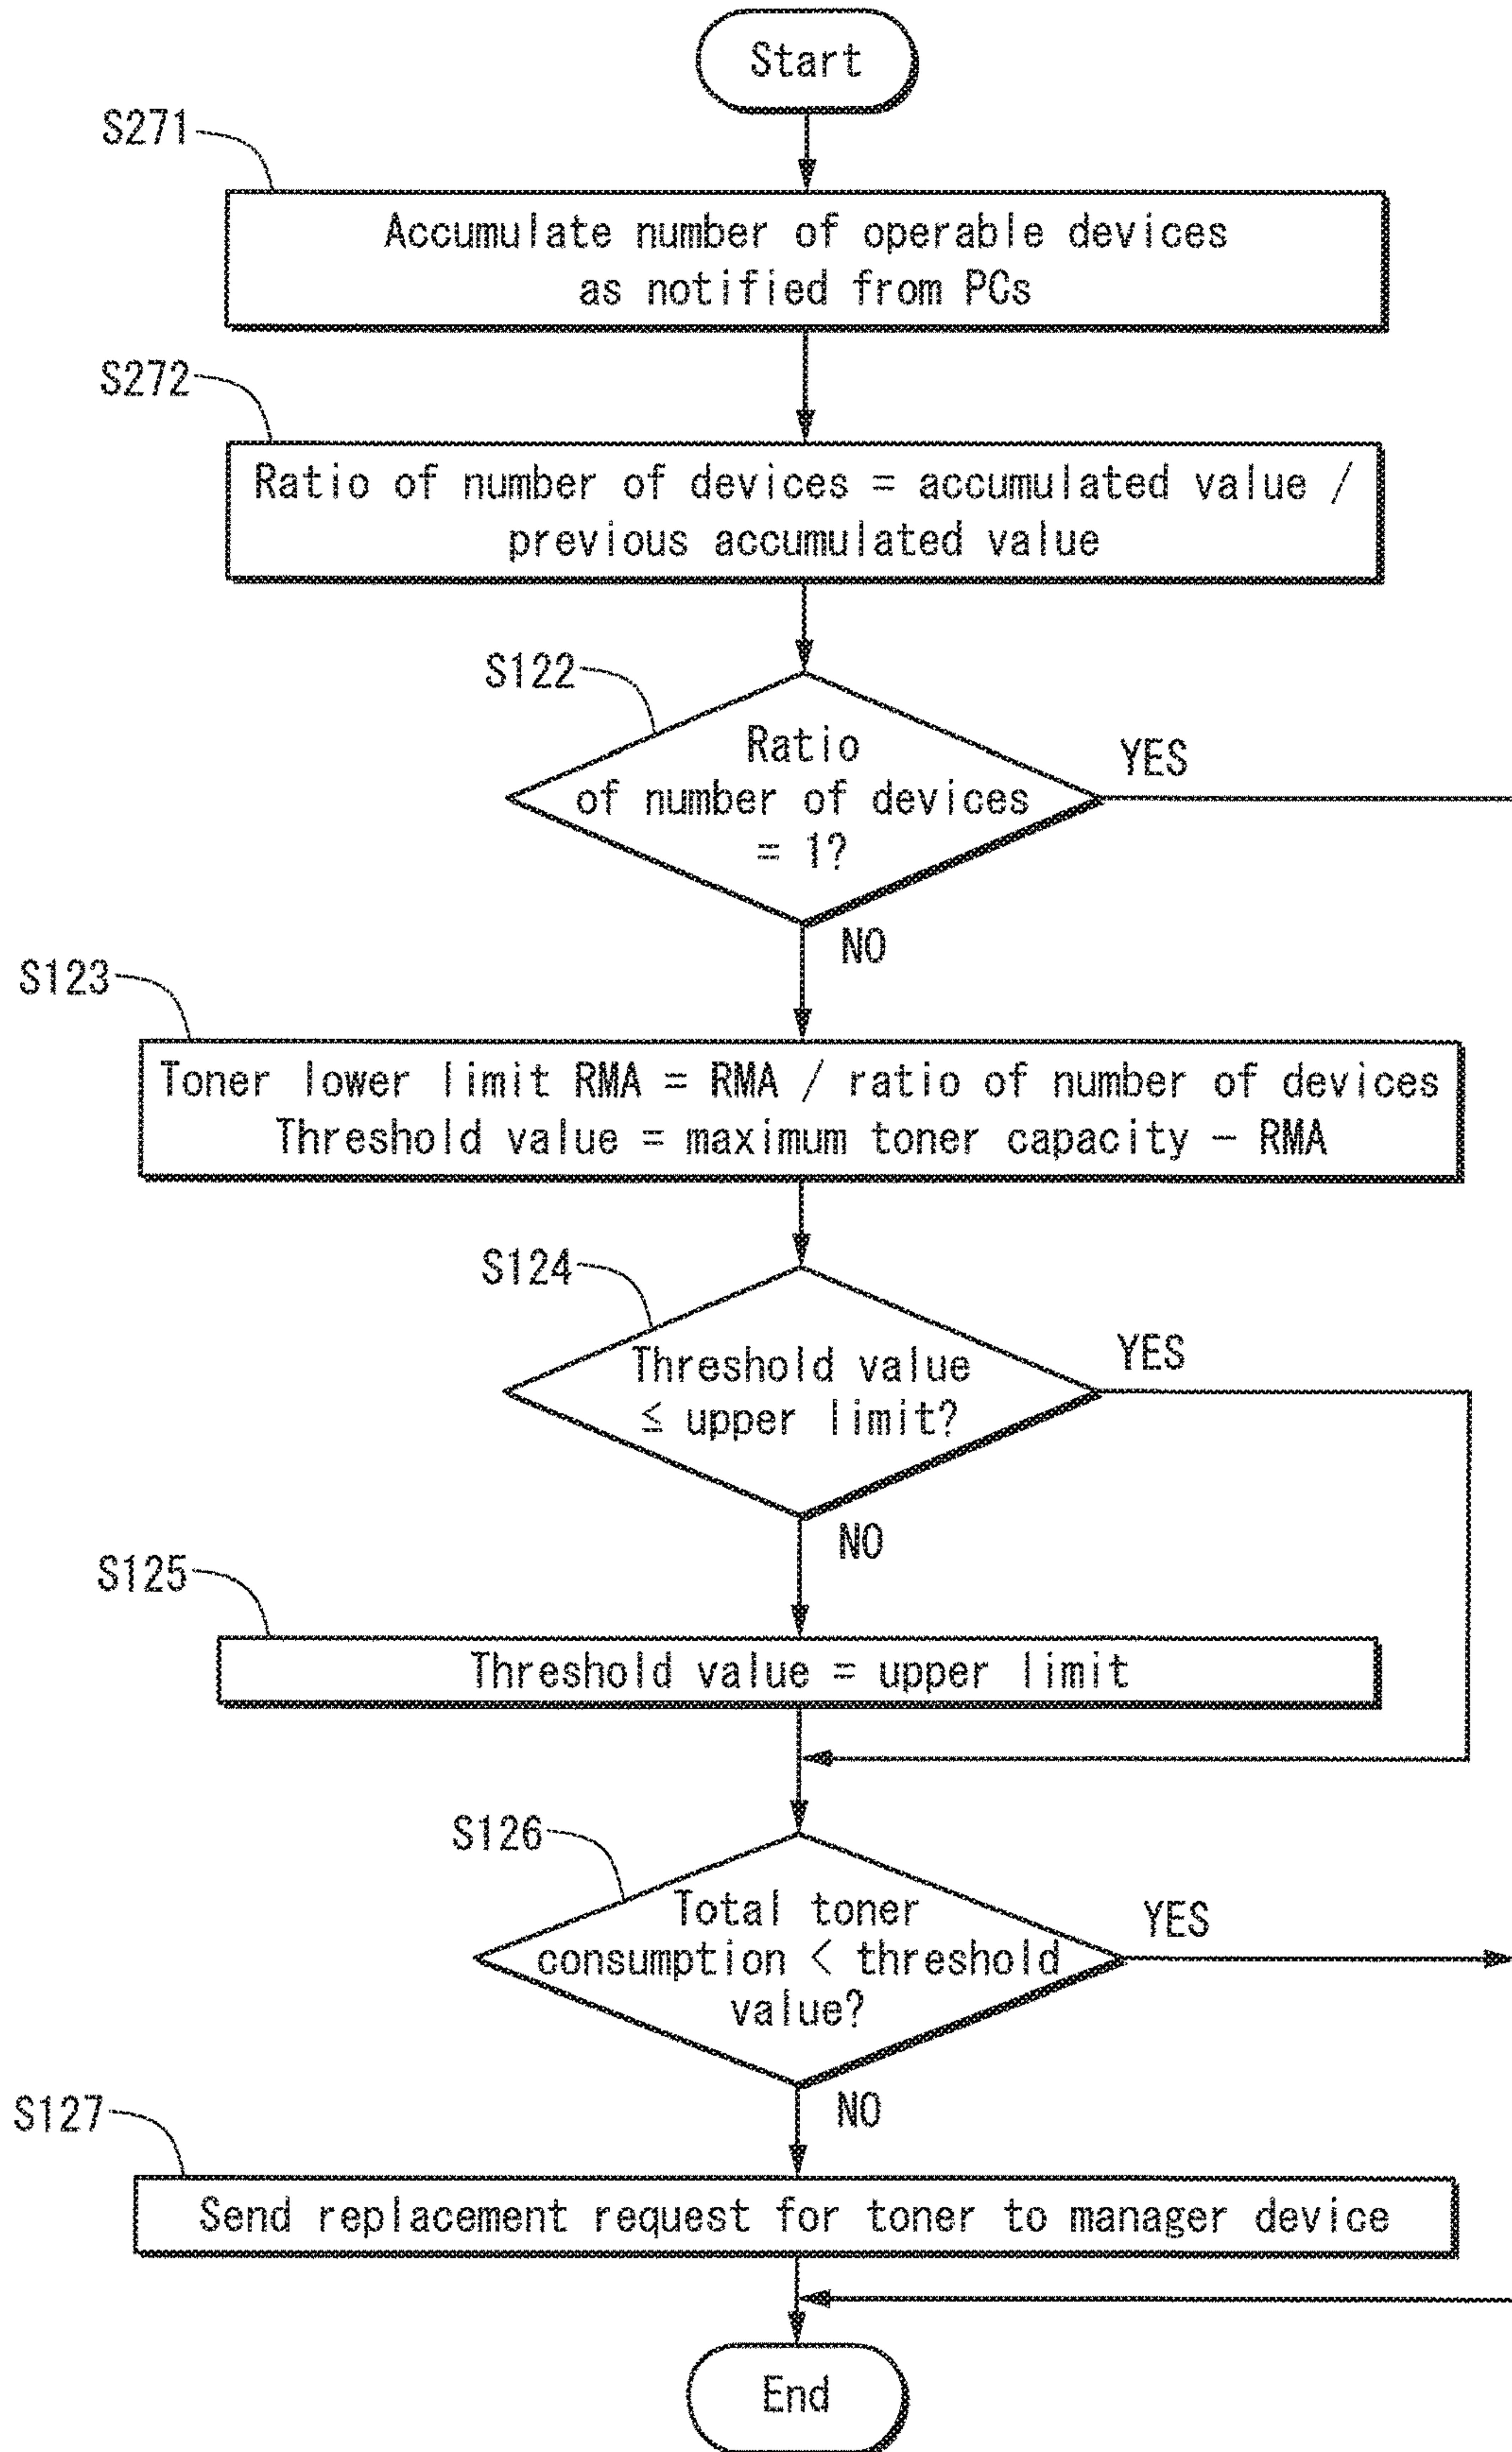 Start
S271
Accumulate number of operable devices
as notified from PCs
S272
Ratio of number of devices = accumulated value /
previous accumulated value
S122
Ratio
of number of devices
= 1?
YES
NO
S123
Toner lower limit RMA = RMA / ratio of number of devices
Threshold value = maximum toner capacity - RMA
S124
Threshold value
≤ upper limit?
YES
NO
S125
Threshold value = upper limit
S126
Total toner
consumption < threshold
value?
YES
NO
S127
Send replacement request for toner to manager device
End